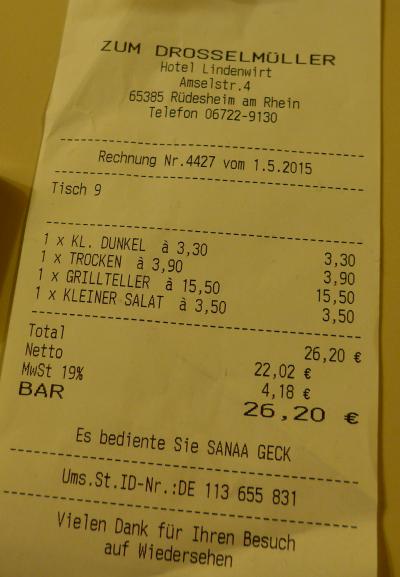 ZUM DROSSELMÜLLER
Hotel Lindenwirt
Amselstr.4
65385 Rüdesheim am Rhein
Telefon 06722-9130
Rechnung Nr.4427 vom 1.5.2015
Tisch 9
1 x KL. DUNKEL à 3,30 3,30
1 x TROCKEN à 3,90 3,90
1 x GRILLTELLER à 15,50 15,50
1 x KLEINER SALAT à 3,50 3,50
Total 26,20 €
Netto 22,02 €
MwSt 19% 4,18 €
BAR 26,20 €
Es bediente Sie SANAA GECK
Ums.St.ID-Nr.:DE 113 655 831
Vielen Dank für Ihren Besuch
auf Wiedersehen